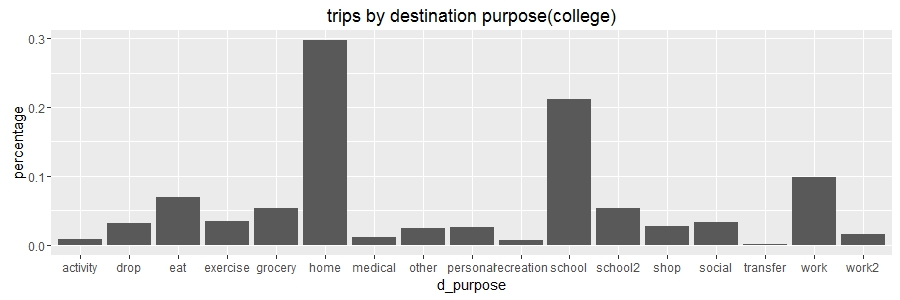 trips by destination purpose(college)
percentage
0.3
0.2
0.1
0.0
activity drop eat exercise grocery home medical other personal recreation school school2 shop social transfer work work2
d_purpose